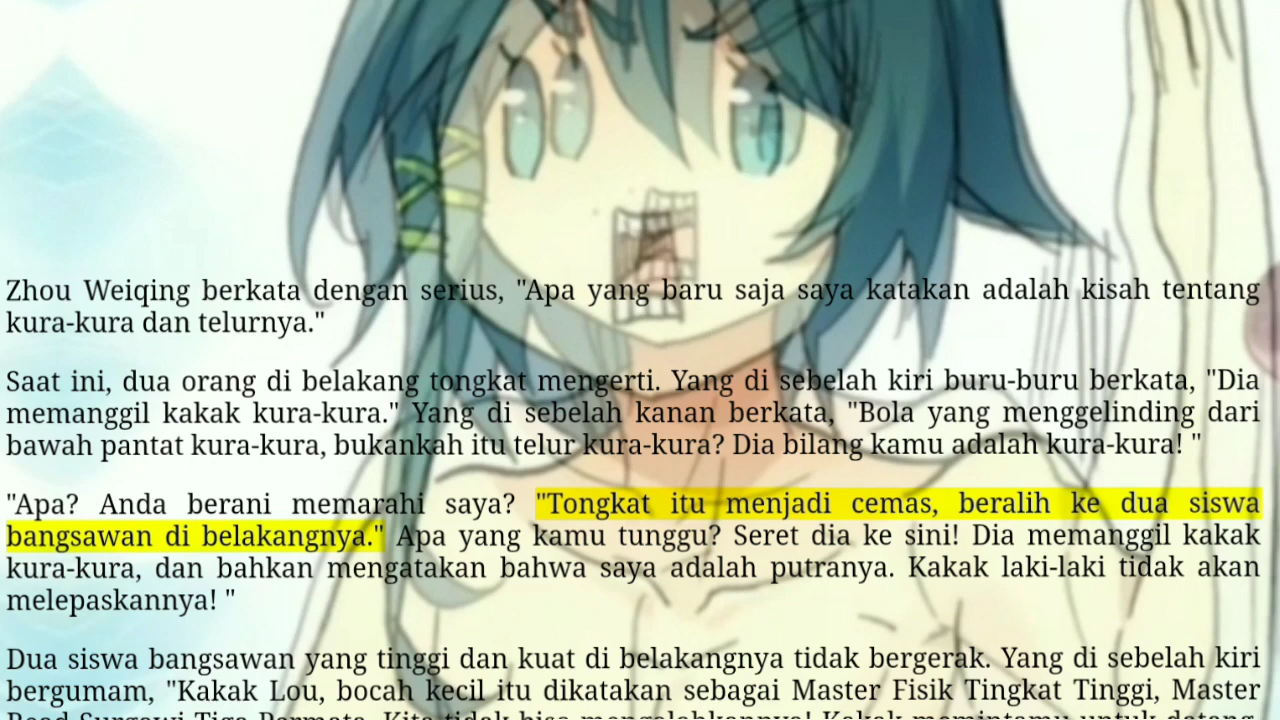 Zhou Weiqing berkata dengan serius, "Apa yang baru saja saya katakan adalah kisah tentang
kura-kura dan telurnya."
Saat ini, dua orang di belakang tongkat mengerti. Yang di sebelah kiri buru-buru berkata, "Dia
memanggil kakak kura-kura." Yang di sebelah kanan berkata, "Bola yang menggelinding dari
bawah pantat kura-kura, bukankah itu telur kura-kura? Dia bilang kamu adalah kura-kura! "
"Apa? Anda berani memarahi saya? "Tongkat itu menjadi cemas, beralih ke dua siswa
bangsawan di belakangnya." Apa yang kamu tunggu? Seret dia ke sini! Dia memanggil kakak
kura-kura, dan bahkan mengatakan bahwa saya adalah putranya. Kakak laki-laki tidak akan
melepaskannya! "
Dua siswa bangsawan yang tinggi dan kuat di belakangnya tidak bergerak. Yang di sebelah kiri
bergumam, "Kakak Lou, bocah kecil itu dikatakan sebagai Master Fisik Tingkat Tinggi, Master